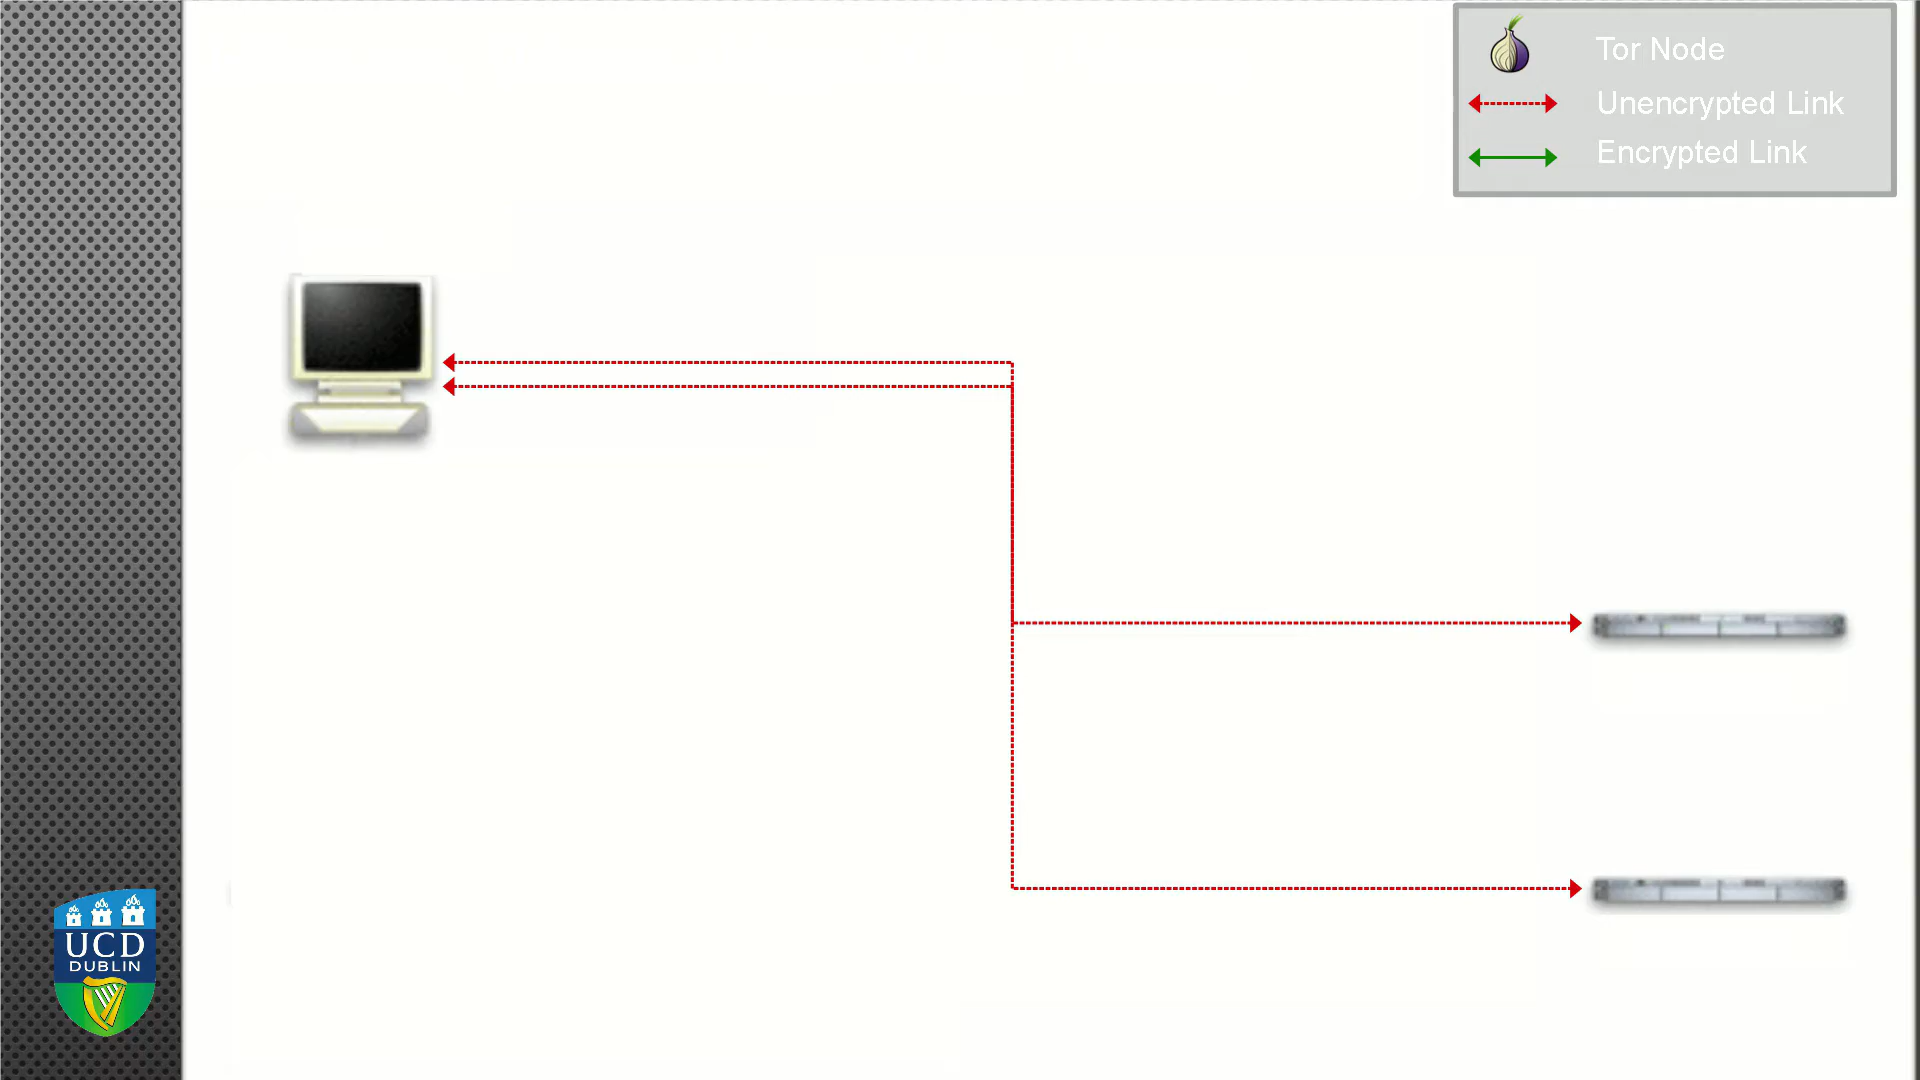 Tor Node
Unencrypted Link
Encrypted Link
UCD
DUBLIN